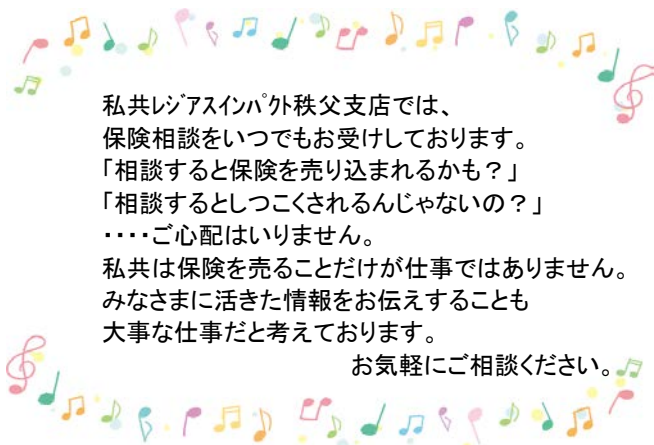 私共ﾚｼﾞｱｽｲﾝﾊﾟｸﾄ秩父支店では、
保険相談をいつでもお受けしております。
「相談すると保険を売り込まれるかも？」
「相談するとしつこくされるんじゃないの？」
・・・・ご心配はいりません。
私共は保険を売ることだけが仕事ではありません。
みなさまに活きた情報をお伝えすることも
大事な仕事だと考えております。
お気軽にご相談ください。